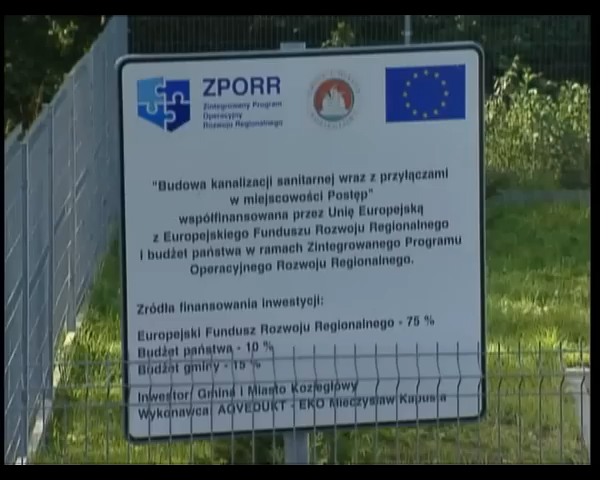 ZPORR
Zintegrowany Program
Operacyjny
Rozwoju Regionalnego
"Budowa kanalizacji sanitarnej wraz z przyłączami
w miejscowości Postęp"
współfinansowana przez Unię Europejską
z Europejskiego Funduszu Rozwoju Regionalnego
i budżet państwa w ramach Zintegrowanego Programu
Operacyjnego Rozwoju Regionalnego.
Źródła finansowania inwestycji:
Europejski Fundusz Rozwoju Regionalnego - 75 %
Budżet państwa - 10 %
Budżet gminy - 15 %
Inwestor: Gmina i Miasto Koziegłowy
Wykonawca: AQVEDUKT - EKO Mieczysław Kapuśa